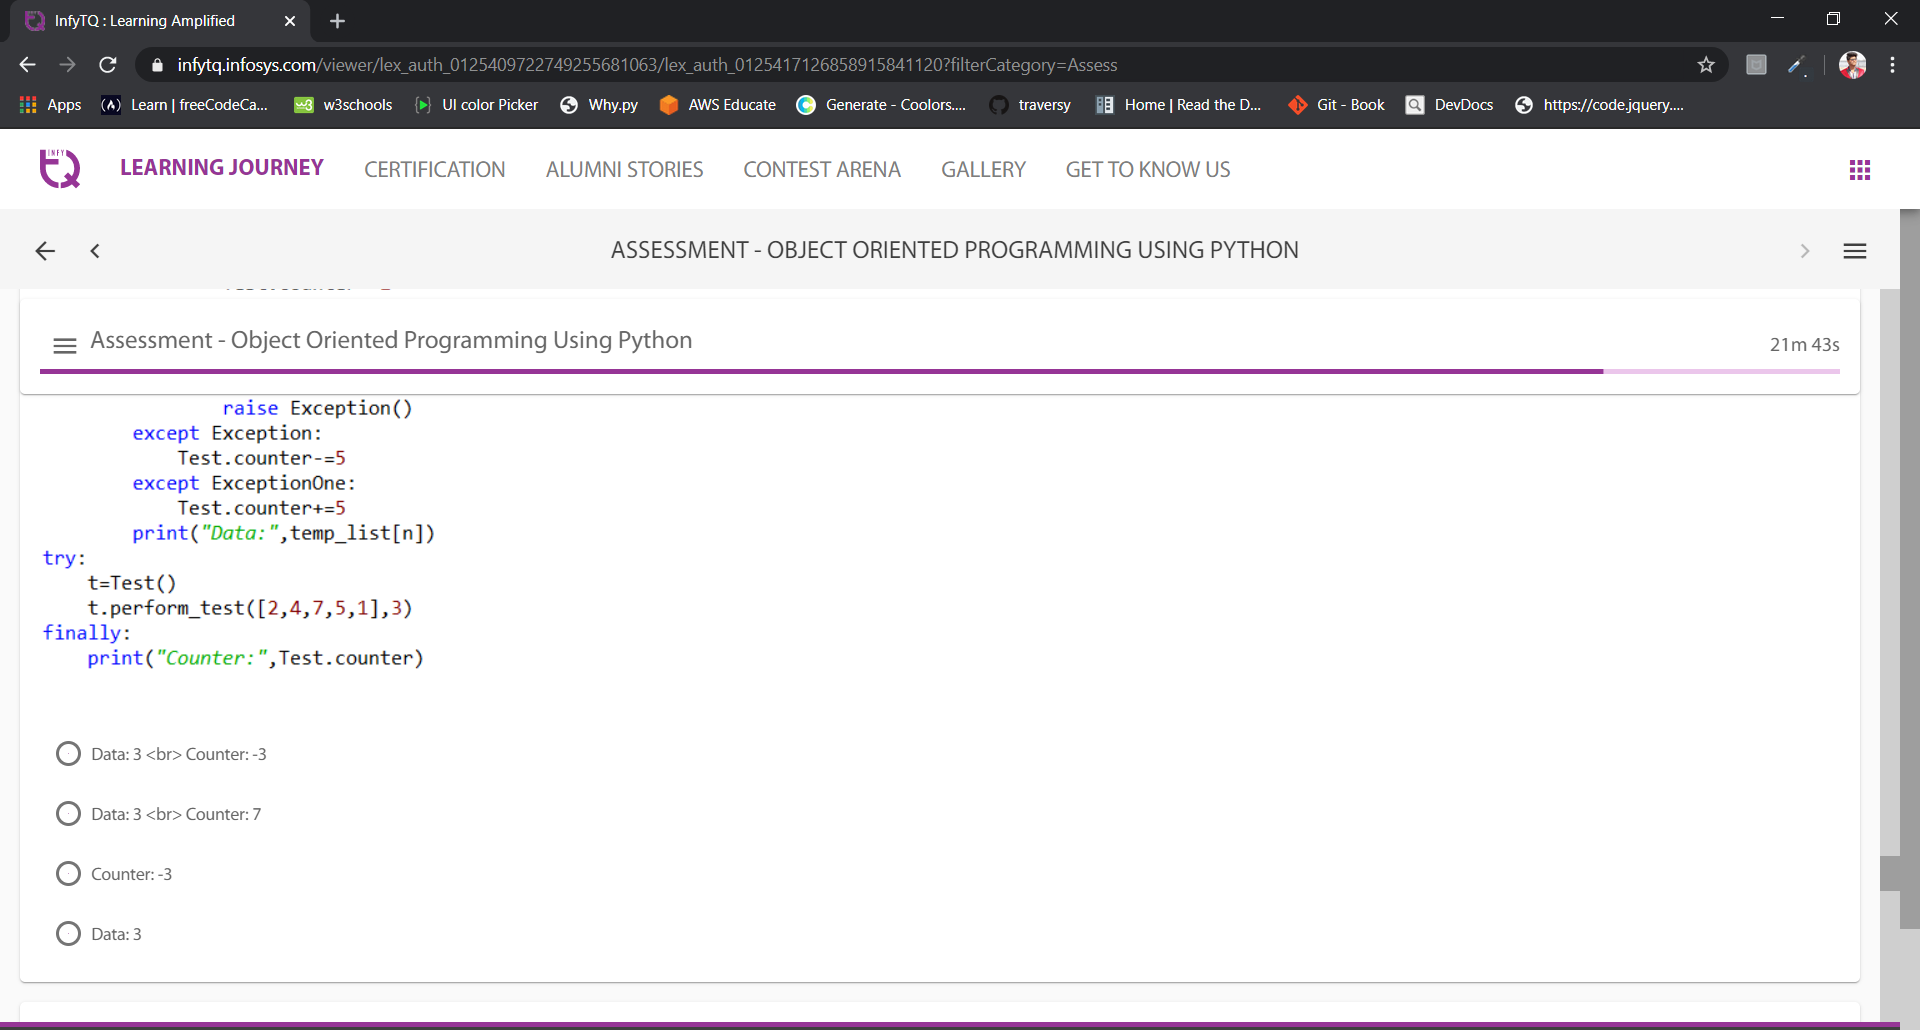 InfyTQ : Learning Amplified
infytq.infosys.com/viewer/lex_auth_0125409722749255681063/lex_auth_0125417126858915841120?filterCategory=Assess
Apps (A) Learn | freeCodeCa... w3 w3schools UI color Picker Why.py AWS Educate Generate - Coolors.... traversy Home | Read the D... Git - Book DevDocs https://code.jquery....
INFY TQ LEARNING JOURNEY CERTIFICATION ALUMNI STORIES CONTEST ARENA GALLERY GET TO KNOW US
ASSESSMENT - OBJECT ORIENTED PROGRAMMING USING PYTHON
Assessment - Object Oriented Programming Using Python
21m 43s
raise Exception()
except Exception:
Test.counter-=5
except ExceptionOne:
Test.counter+=5
print("Data:",temp_list[n])
try:
t=Test()
t.perform_test([2,4,7,5,1],3)
finally:
print("Counter:",Test.counter)
Data: 3 <br> Counter: -3
Data: 3 <br> Counter: 7
Counter: -3
Data: 3